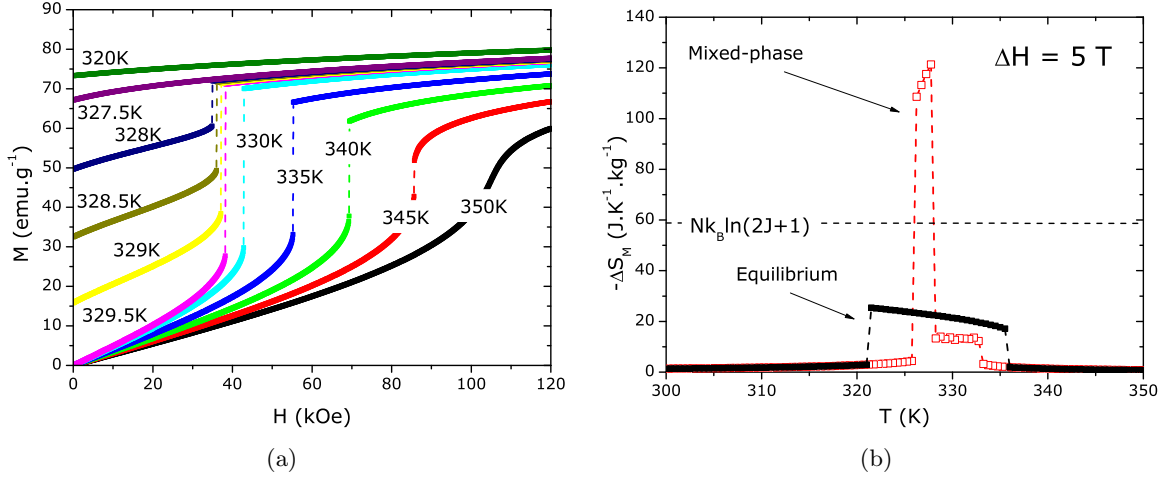 90
80
70
60
50
40
30
20
10
0
M (emu.g⁻¹)
320K
327.5K
328K
328.5K
329K
329.5K
330K
335K
340K
345K
350K
0 20 40 60 80 100 120
H (kOe)
(a)
140
120
100
80
60
40
20
0
-ΔS_M (J.K⁻¹.kg⁻¹)
Mixed-phase
ΔH = 5 T
Nk_Bln(2J+1)
Equilibrium
300 310 320 330 340 350
T (K)
(b)